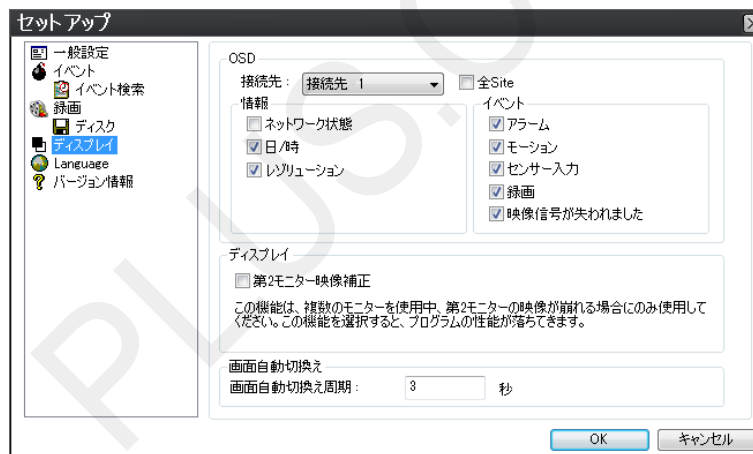 セットアップ
一般設定
イベント
イベント検索
録画
ディスク
ディスプレイ
Language
バージョン情報
OSD
接続先： 接続先 1 全Site
情報
ネットワーク状態
日/時
レゾリューション
イベント
アラーム
モーション
センサー入力
録画
映像信号が失われました
ディスプレイ
第2モニター映像補正
この機能は、複数のモニターを使用中、第2モニターの映像が崩れる場合にのみ使用して
ください。この機能を選択すると、プログラムの性能が落ちてきます。
画面自動切換え
画面自動切換え周期： 3 秒
OK キャンセル
PLUS.C